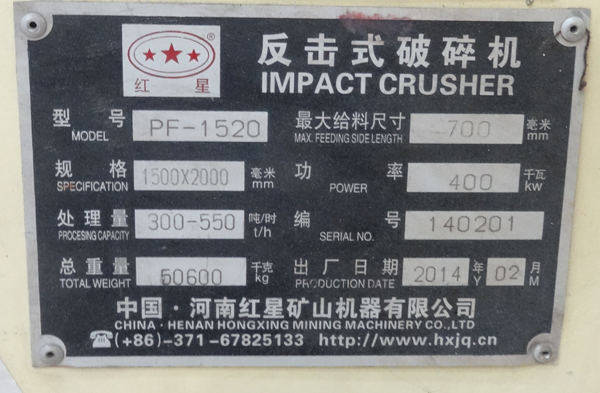 红 星
反击式破碎机
IMPACT CRUSHER
型 号 MODEL PF-1520
最大给料尺寸 MAX. FEEDING SIDE LENGTH 700 毫米 mm
规 格 SPECIFICATION 1500X2000 毫米 mm
功 率 POWER 400 千瓦 kw
处理量 PROCESING CAPACITY 300-550 吨/时 t/h
编 号 SERIAL NO. 140201
总重量 TOTAL WEIGHT 50600 千克 kg
出厂日期 PRODUCTION DATE 2014 年 Y 02 月 M
中国·河南红星矿山机器有限公司
CHINA · HENAN HONGXING MINING MACHINERY CO.,LTD
☎(+86)-371-67825133 http://www.hxjq.cn